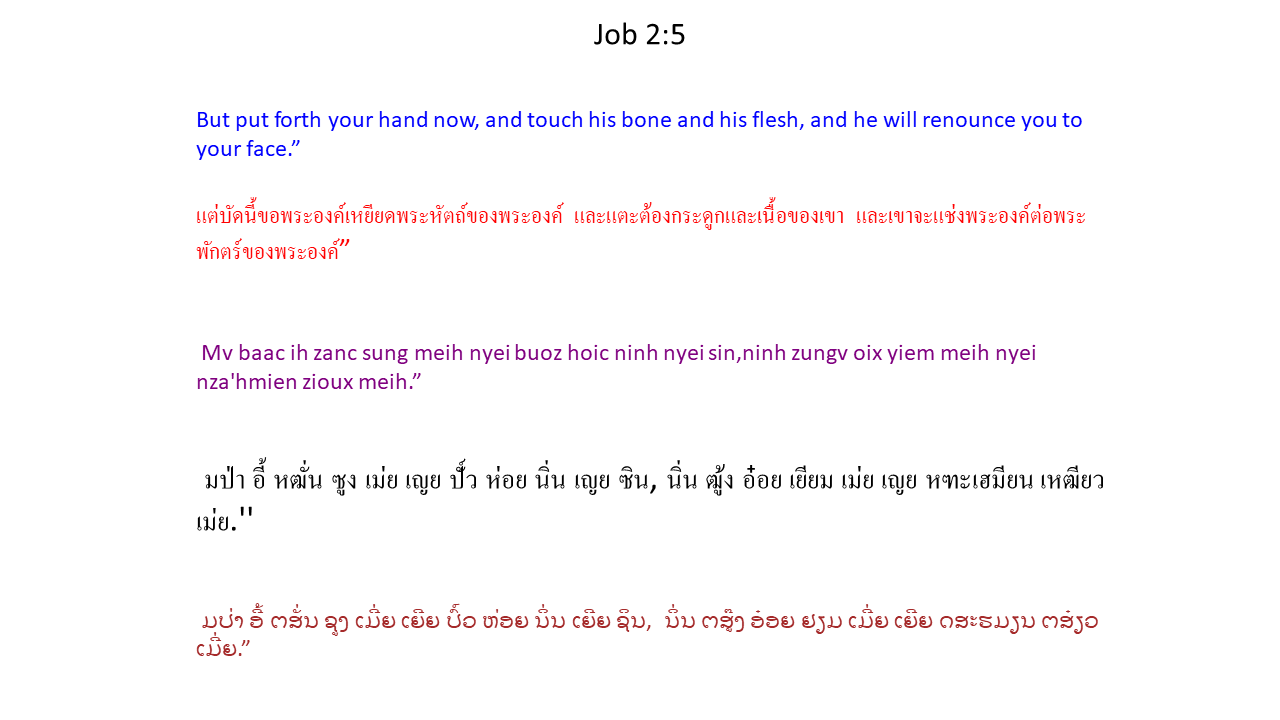 Job 2:5
But put forth your hand now, and touch his bone and his flesh, and he will renounce you to
your face.”
แต่บัดนี้ขอพระองค์เหยียดพระหัตถ์ของพระองค์ และแตะต้องกระดูกและเนื้อของเขา และเขาจะแช่งพระองค์ต่อพระ
พักตร์ของพระองค์”
Mv baac ih zanc sung meih nyei buoz hoic ninh nyei sin,ninh zungv oix yiem meih nyei
nza'hmien zioux meih.”
มป่า อี้ หฒั่น ซูง เม่ย เญย ปั์ว ห่อย นิ่น เญย ซิน, นิ่น ฒู้ง อ๋อย เยียม เม่ย เญย หฑะเฮมียน เหฒียว
เม่ย.''
ມປ່າ ອີ້ ຕສັ່ນ ຊູງ ເມີ່ຍ ເຍີຍ ປົ໌ວ ຫ່ອຍ ນິ່ນ ເຍີຍ ຊິນ, ນິ່ນ ຕສູ໊ງ ອ໋ອຍ ຢຽມ ເມີ່ຍ ເຍີຍ ດສະຮມຽນ ຕສ໋ຽວ
ເມີ່ຍ.”